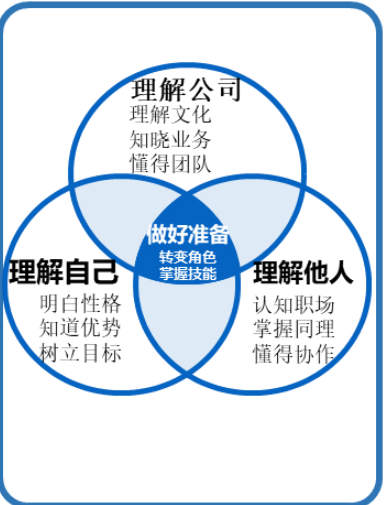 理解公司
理解文化
知晓业务
懂得团队
做好准备
转变角色
掌握技能
理解自己
明白性格
知道优势
树立目标
理解他人
认知职场
掌握同理
懂得协作